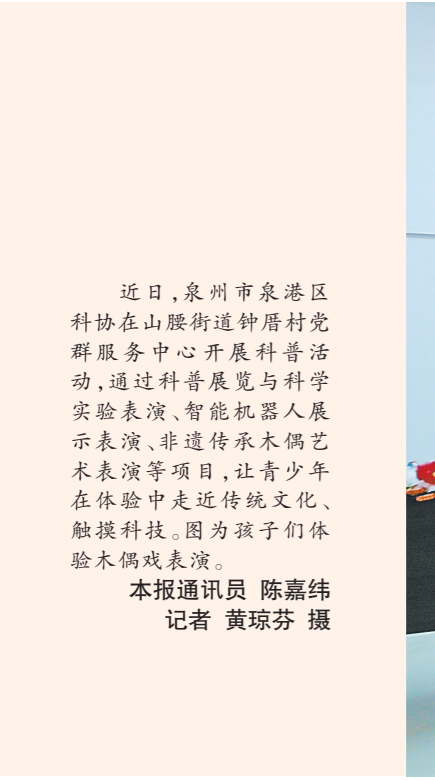 近日，泉州市泉港区
科协在山腰街道钟厝村党
群服务中心开展科普活
动，通过科普展览与科学
实验表演、智能机器人展
示表演、非遗传承木偶艺
术表演等项目，让青少年
在体验中走近传统文化、
触摸科技。图为孩子们体
验木偶戏表演。
本报通讯员 陈嘉纬
记者 黄琼芬 摄